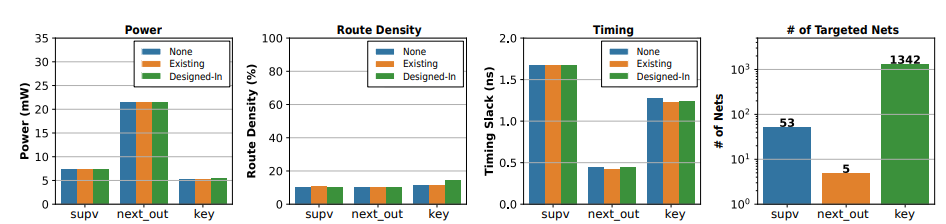 Power
Power (mW)
35
30
25
20
15
10
5
0
None
Existing
Designed-In
supv next_out key
Route Density
Route Density (%)
100
80
60
40
20
0
None
Existing
Designed-In
supv next_out key
Timing
Timing Slack (ns)
2.0
1.5
1.0
0.5
0.0
None
Existing
Designed-In
supv next_out key
# of Targeted Nets
# of Nets
10³
10²
10¹
10⁰
53
5
1342
supv next_out key